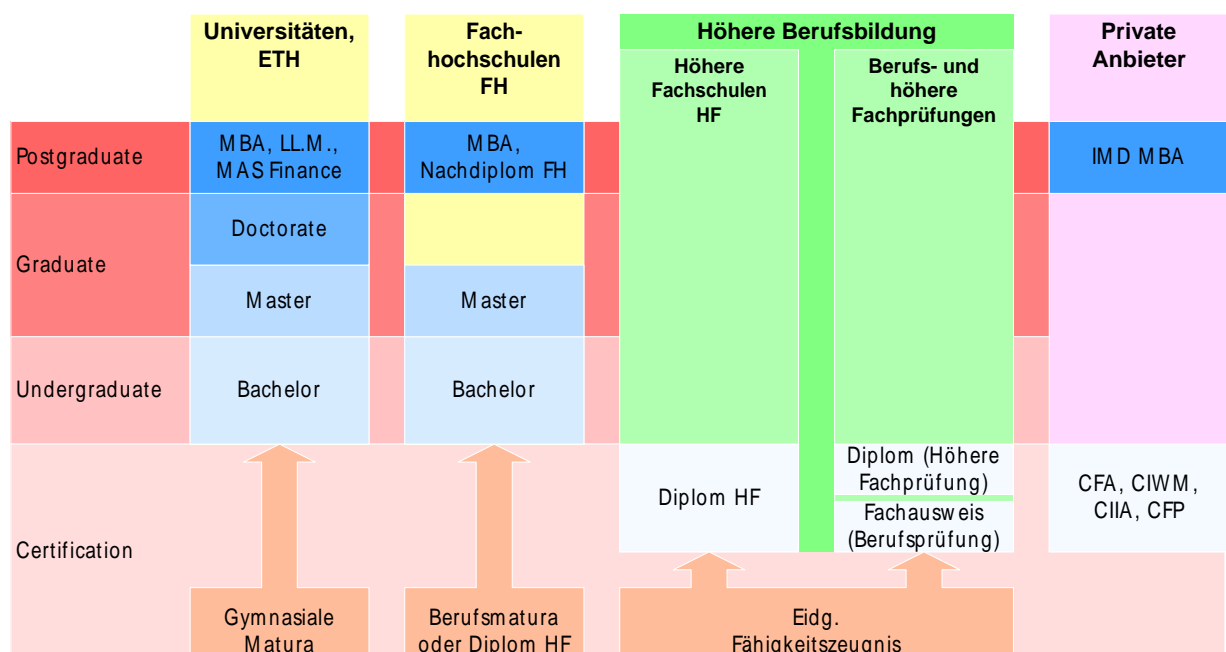 Universitäten,
ETH
Fach-
hochschulen
FH
Höhere Berufsbildung
Höhere
Fachschulen
HF
Berufs- und
höhere
Fachprüfungen
Private
Anbieter
Postgraduate
MBA, LL.M.,
MAS Finance
MBA,
Nachdiplom FH
IMD MBA
Graduate
Doctorate
Master
Master
Undergraduate
Bachelor
Bachelor
Certification
Diplom HF
Diplom (Höhere
Fachprüfung)
Fachausweis
(Berufsprüfung)
CFA, CIWM,
CIIA, CFP
Gymnasiale
Matura
Berufsmatura
oder Diplom HF
Eidg.
Fähigkeitszeugnis